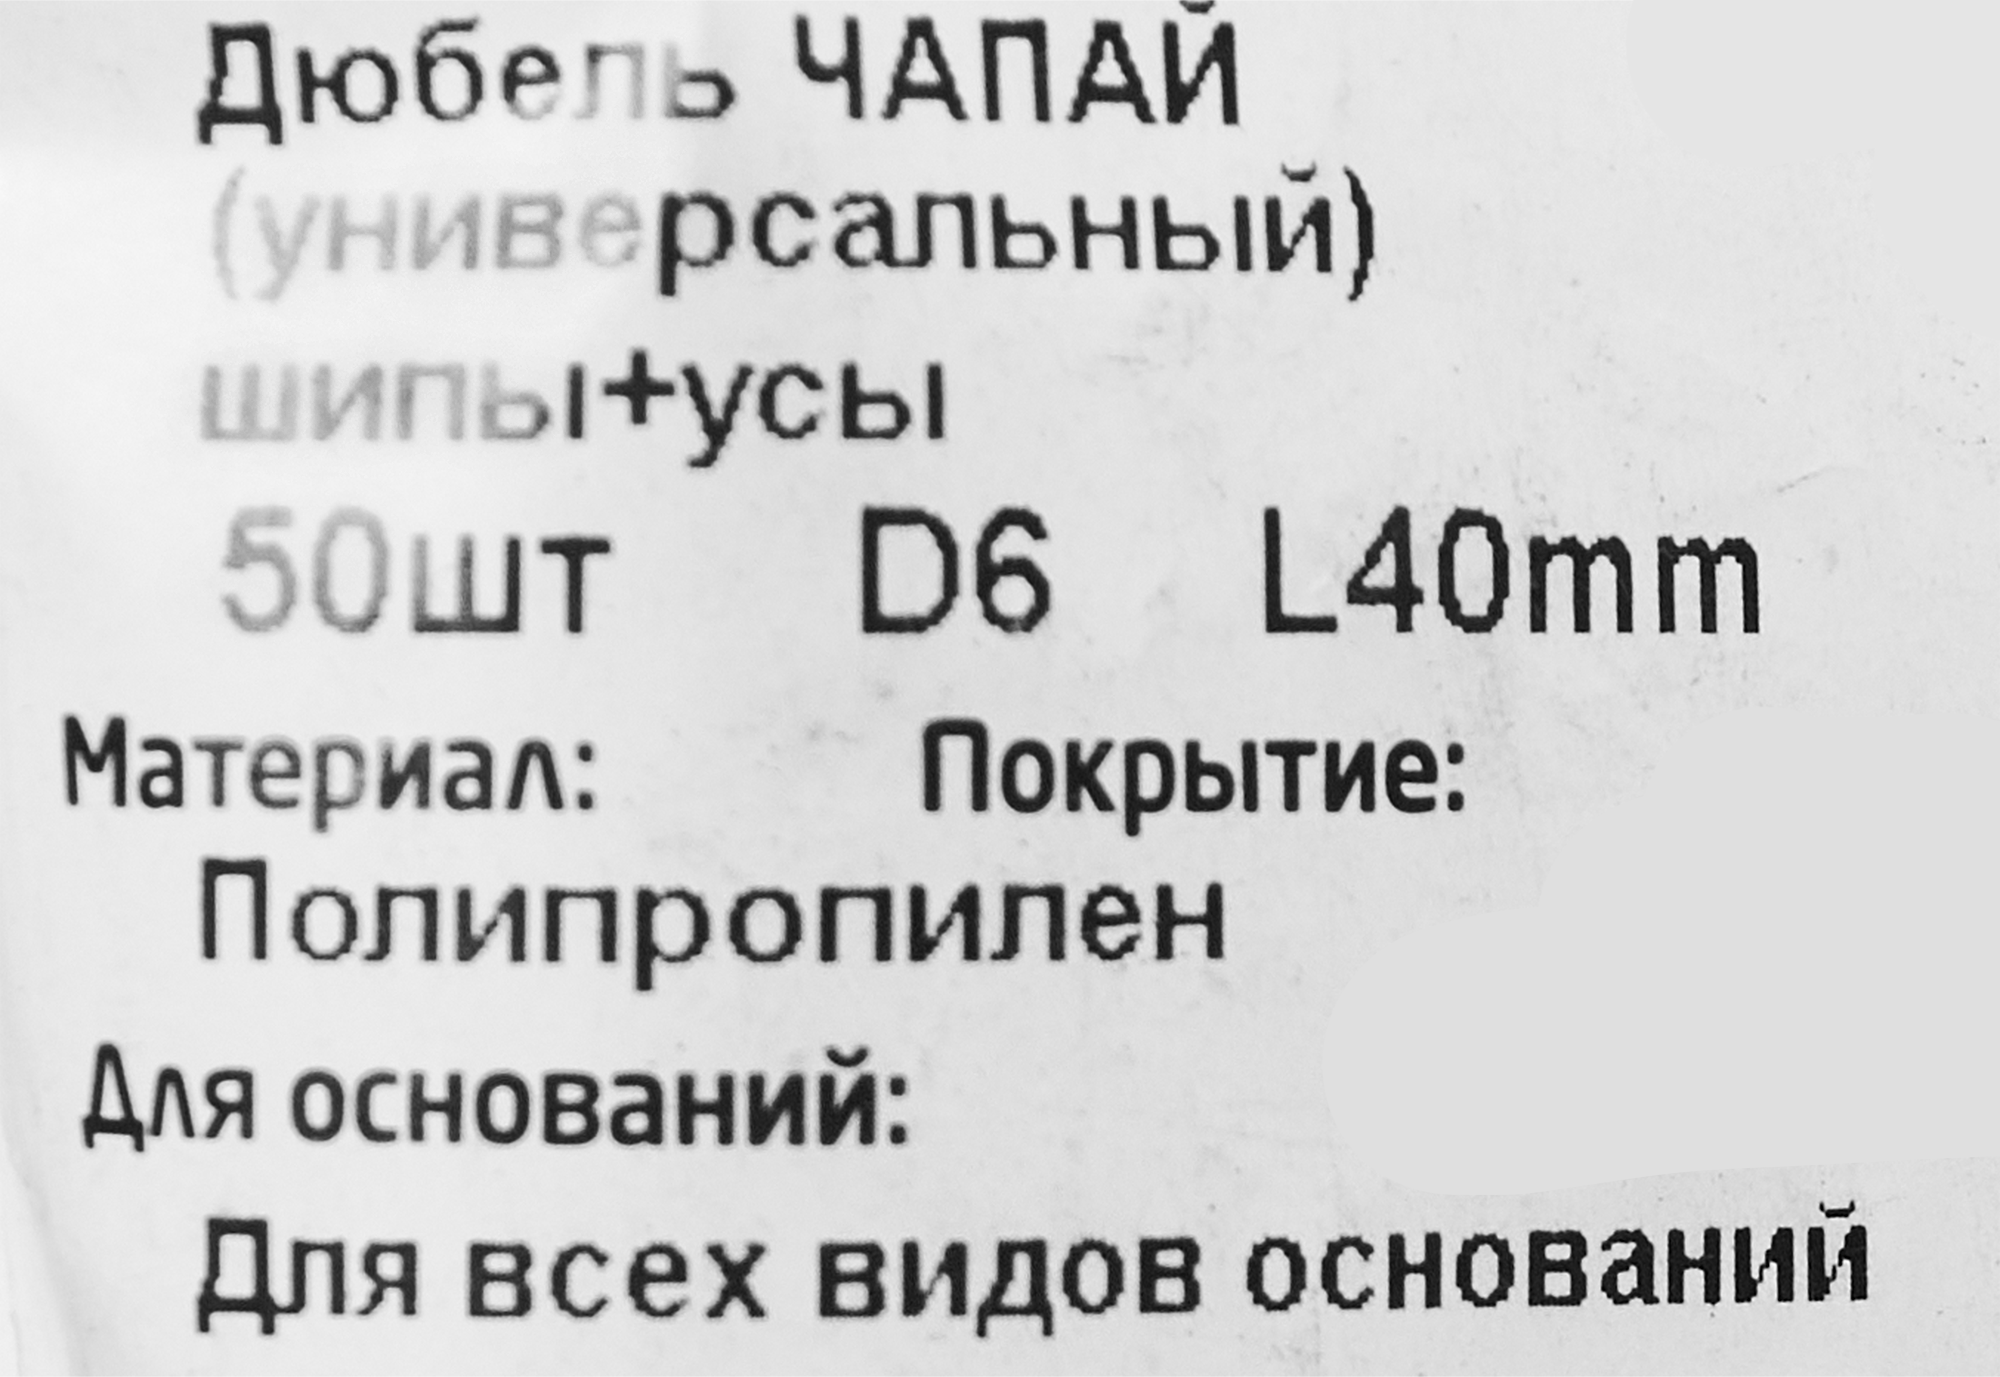 Дюбель ЧАПАЙ
(универсальный)
шипы+усы
50шт D6 L40mm
Материал: Покрытие:
Полипропилен
Для оснований:
Для всех видов оснований